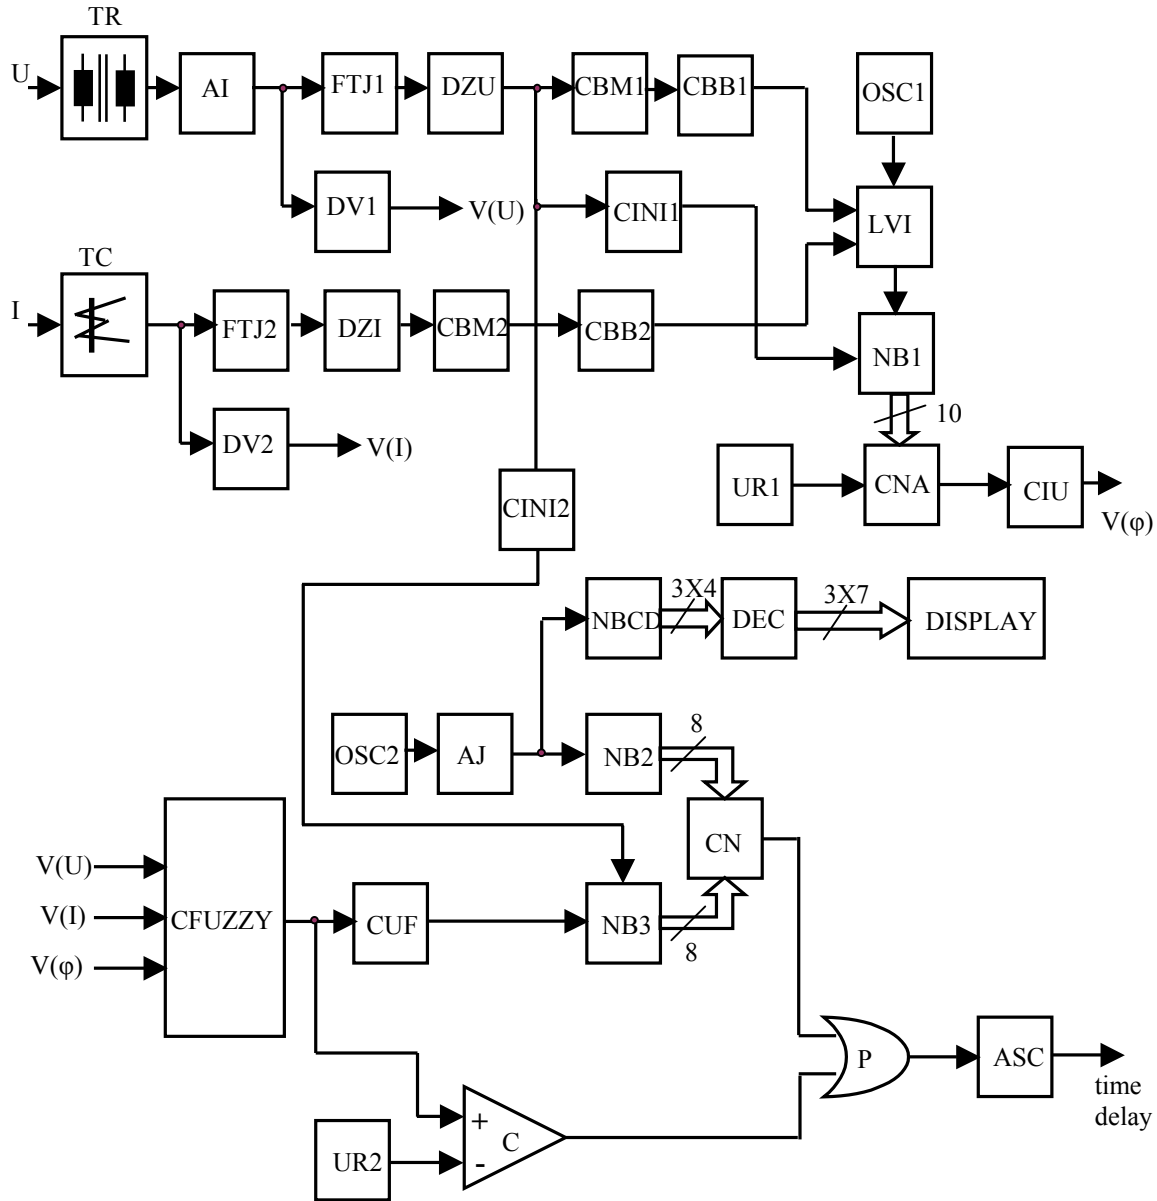 TR
U
AI
FTJ1
DZU
CBM1
CBB1
OSC1
DV1
V(U)
CINI1
LVI
TC
I
FTJ2
DZI
CBM2
CBB2
NB1
10
DV2
V(I)
UR1
CNA
CIU
V(φ)
CINI2
NBCD
3X4
DEC
3X7
DISPLAY
OSC2
AJ
NB2
8
CN
V(U)
V(I)
V(φ)
CFUZZY
CUF
NB3
8
P
ASC
time
delay
+
-
C
UR2